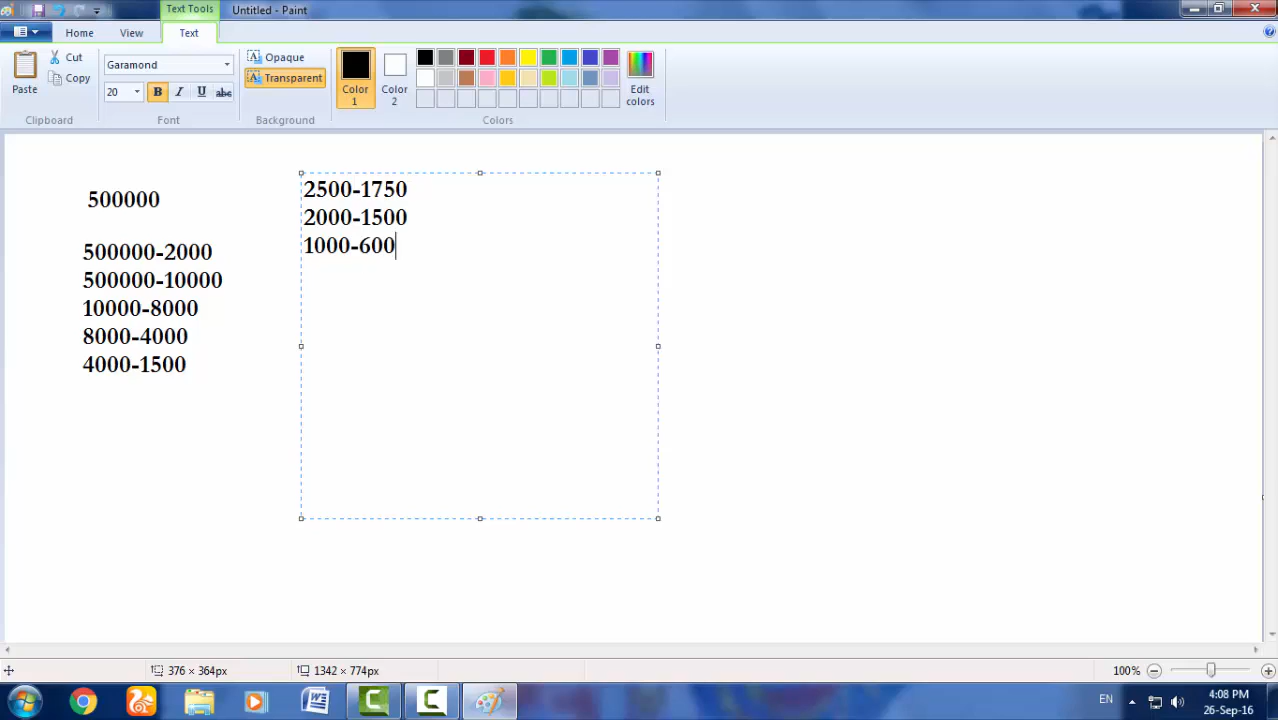 Text Tools
Untitled - Paint
Home
View
Text
Paste
Cut
Copy
Clipboard
Garamond
20
B I U abc
Font
Opaque
Transparent
Background
Color 1
Color 2
Edit colors
Colors
500000
500000-2000
500000-10000
10000-8000
8000-4000
4000-1500
2500-1750
2000-1500
1000-600
376 × 364px
1342 × 774px
100%
EN
4:08 PM
26-Sep-16